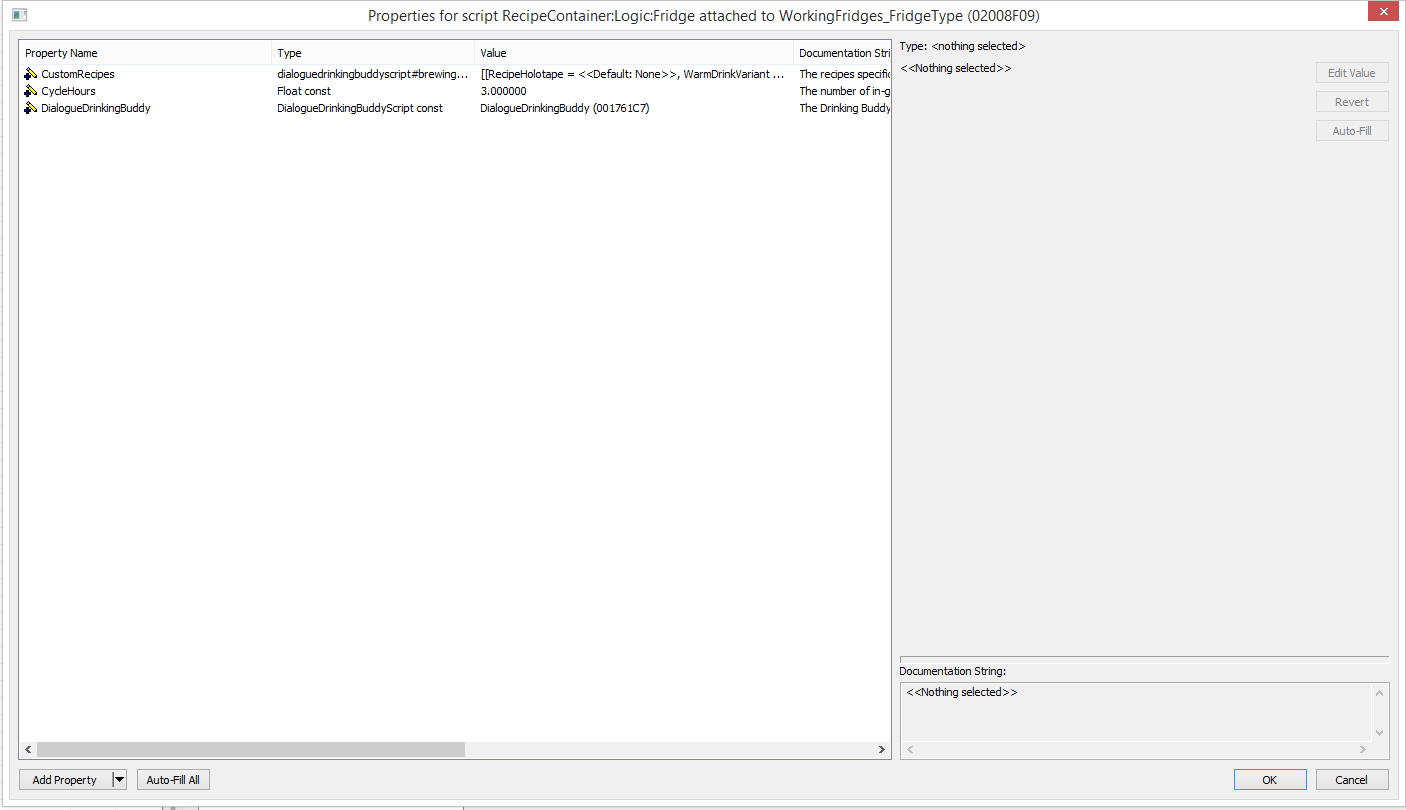 Properties for script RecipeContainer:Logic:Fridge attached to WorkingFridges_FridgeType (02008F09)
Property Name Type Value Documentation Stri
CustomRecipes dialoguedrinkingbuddyscript#brewing... [[RecipeHolotape = <<Default: None>>, WarmDrinkVariant ... The recipes specific
CycleHours Float const 3.000000 The number of in-g
DialogueDrinkingBuddy DialogueDrinkingBuddyScript const DialogueDrinkingBuddy (001761C7) The Drinking Buddy
Type: <nothing selected>
<<Nothing selected>>
Edit Value
Revert
Auto-Fill
Documentation String:
<<Nothing selected>>
Add Property Auto-Fill All OK Cancel